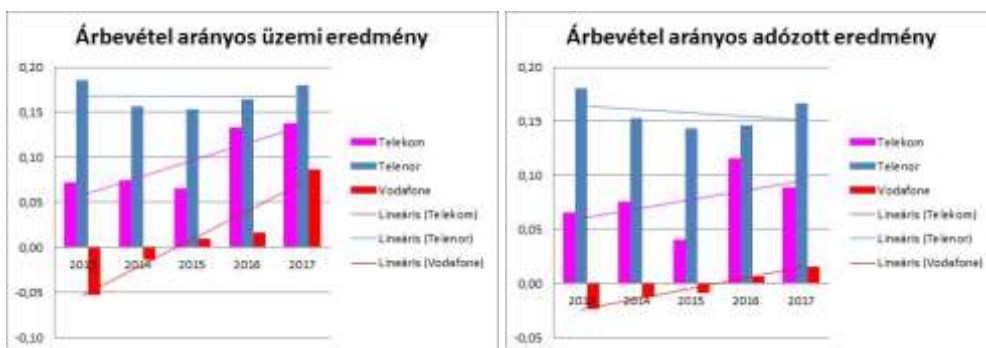 Árbevétel arányos üzemi eredmény
0,20
0,15
0,10
0,05
0,00
-0,05
-0,10
2013 2014 2015 2016 2017
Telekom
Telenor
Vodafone
Lineáris (Telekom)
Lineáris (Telenor)
Lineáris (Vodafone)
Árbevétel arányos adózott eredmény
0,20
0,15
0,10
0,05
0,00
-0,05
2013 2014 2015 2016 2017
Telekom
Telenor
Vodafone
Lineáris (Telekom)
Lineáris (Telenor)
Lineáris (Vodafone)